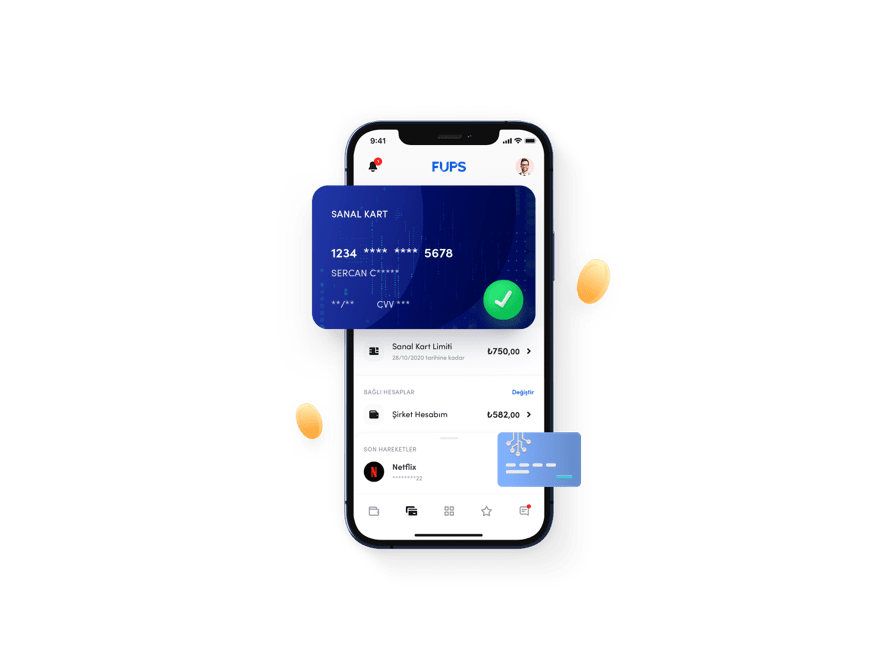 9:41
1
FUPS
SANAL KART
1234 **** **** 5678
SERCAN C*****
**/** CVV ***
Sanal Kart Limiti
28/10/2020 tarihine kadar
₺750,00
BAĞLI HESAPLAR Değiştir
Şirket Hesabım ₺582,00
SON HAREKETLER
N
Netflix
********22